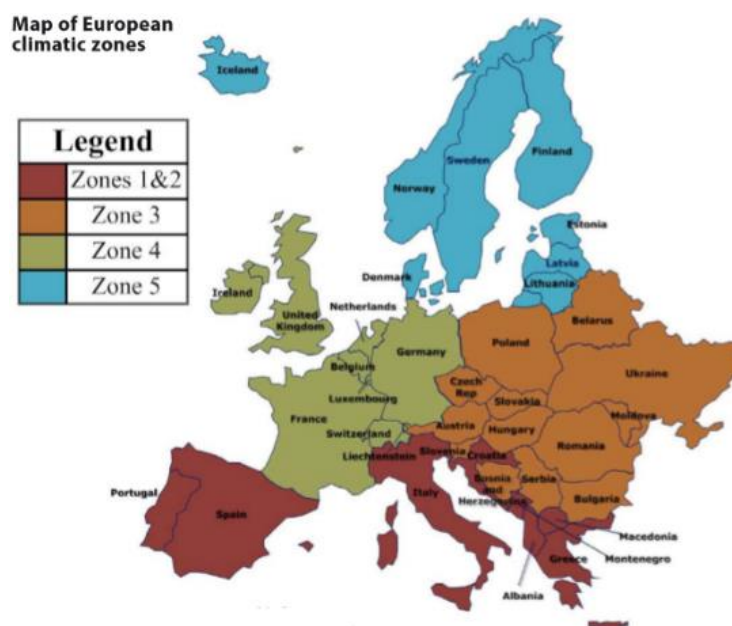 Map of European
climatic zones
Iceland
Legend
Zones 1&2
Zone 3
Zone 4
Zone 5
Norway
Sweden
Finland
Estonia
Latvia
Lithuania
Denmark
Ireland
United
Kingdom
Netherlands
Belgium
Luxembourg
Germany
Poland
Belarus
Ukraine
Czech
Rep
Slovakia
France
Switzerland
Liechtenstein
Austria
Hungary
Moldova
Romania
Slovenia
Croatia
Bosnia and
Herzegovina
Serbia
Bulgaria
Portugal
Spain
Italy
Macedonia
Montenegro
Greece
Albania